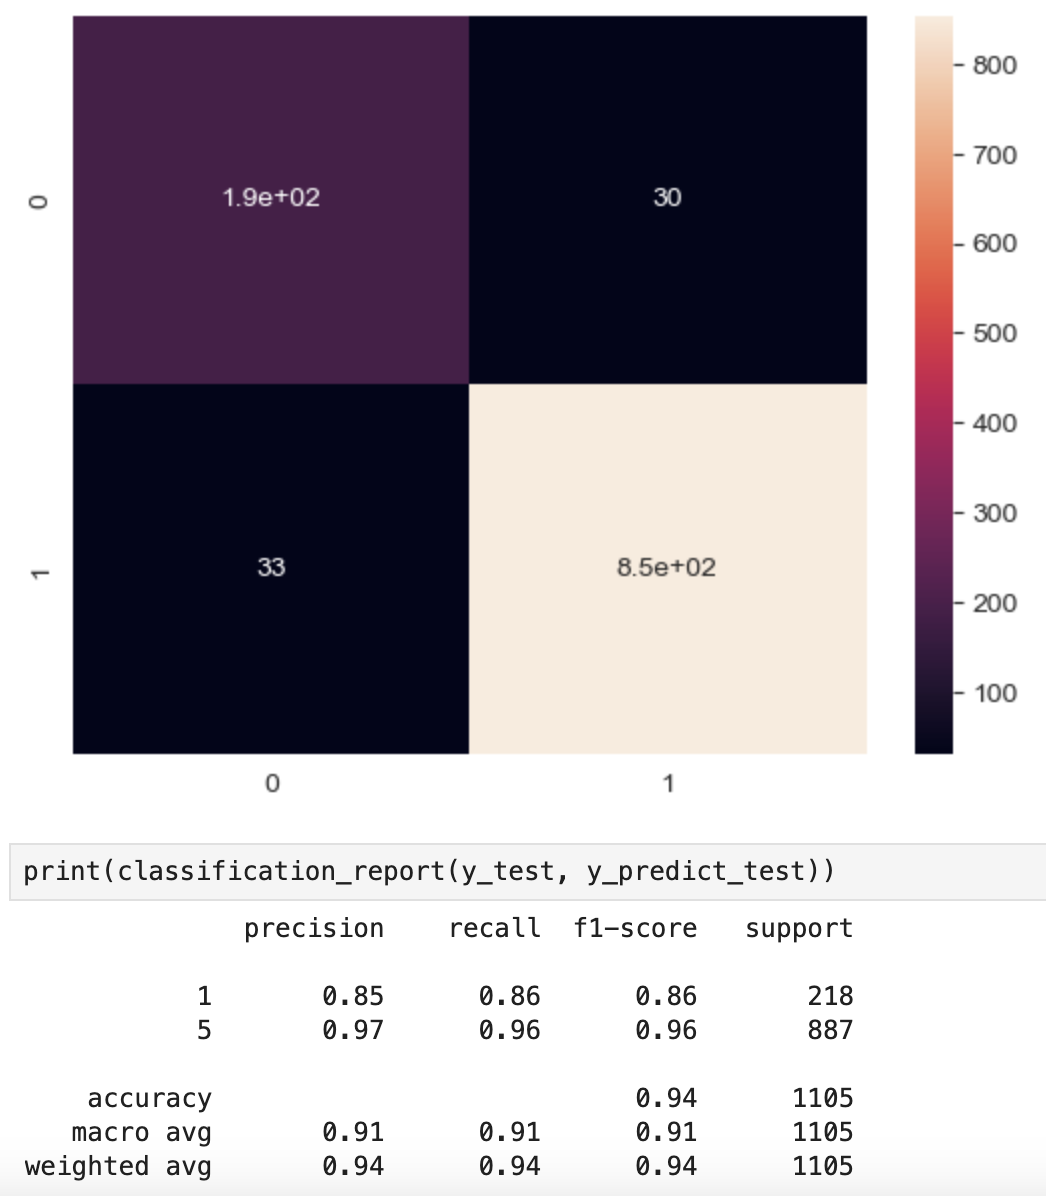 800
700
0
1.9e+02 30
600
500
400
300
1
33 8.5e+02
200
100
0 1
print(classification_report(y_test, y_predict_test))
precision recall f1-score support
1 0.85 0.86 0.86 218
5 0.97 0.96 0.96 887
accuracy 0.94 1105
macro avg 0.91 0.91 0.91 1105
weighted avg 0.94 0.94 0.94 1105